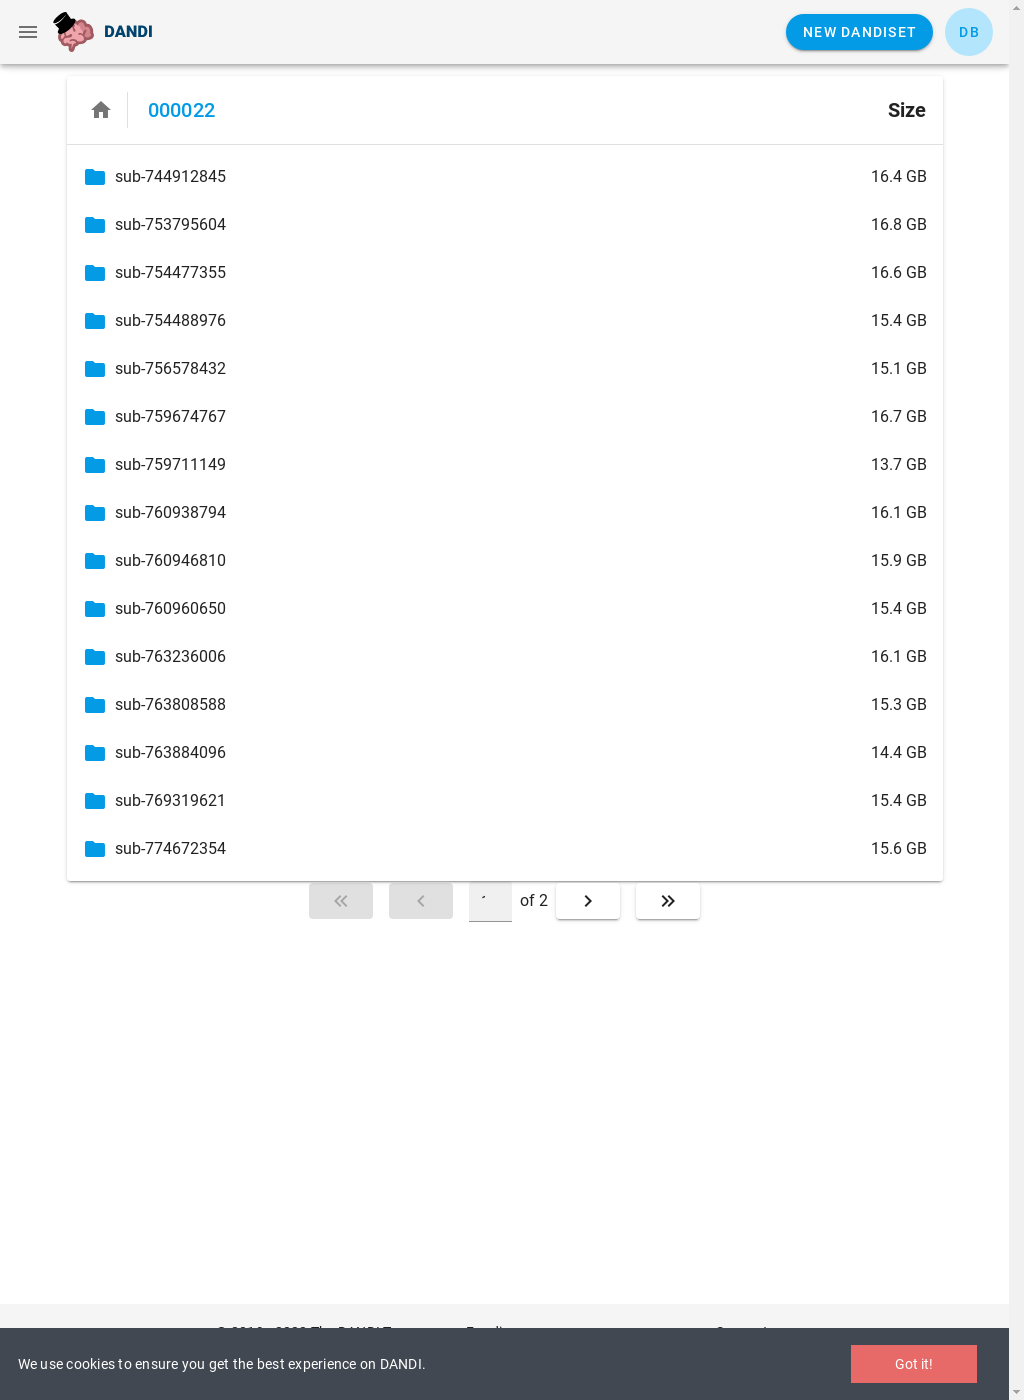 DANDI
NEW DANDISET
DB
000022
Size
sub-744912845 16.4 GB
sub-753795604 16.8 GB
sub-754477355 16.6 GB
sub-754488976 15.4 GB
sub-756578432 15.1 GB
sub-759674767 16.7 GB
sub-759711149 13.7 GB
sub-760938794 16.1 GB
sub-760946810 15.9 GB
sub-760960650 15.4 GB
sub-763236006 16.1 GB
sub-763808588 15.3 GB
sub-763884096 14.4 GB
sub-769319621 15.4 GB
sub-774672354 15.6 GB
of 2
We use cookies to ensure you get the best experience on DANDI.
Got it!